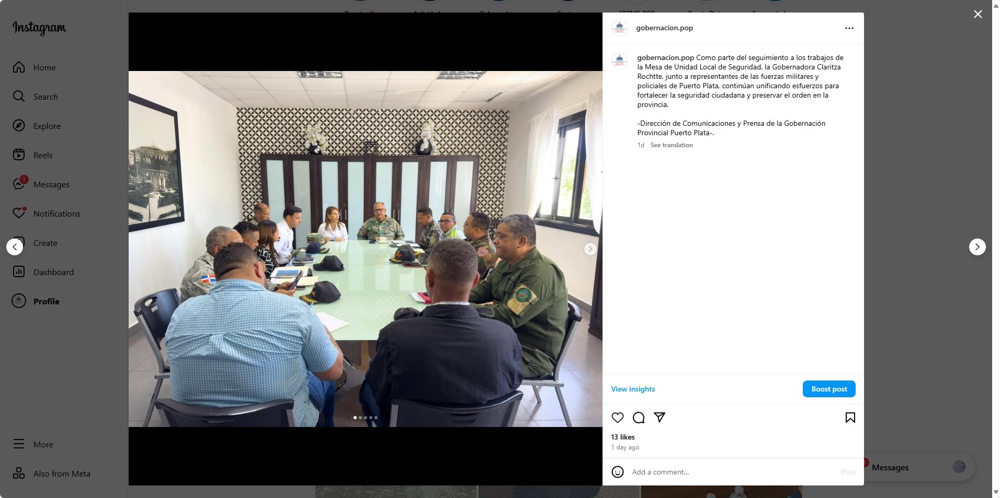 Instagram
Home
Search
Explore
Reels
1
Messages
Notifications
Create
Dashboard
Profile
More
Also from Meta
gobernacion.pop
gobernacion.pop Como parte del seguimiento a los trabajos de
la Mesa de Unidad Local de Seguridad, la Gobernadora Claritza
Rochtte, junto a representantes de las fuerzas militares y
policiales de Puerto Plata, continúan unificando esfuerzos para
fortalecer la seguridad ciudadana y preservar el orden en la
provincia.
-Dirección de Comunicaciones y Prensa de la Gobernación
Provincial Puerto Plata-.
1d See translation
View insights
Boost post
13 likes
1 day ago
Add a comment...
Post
Messages